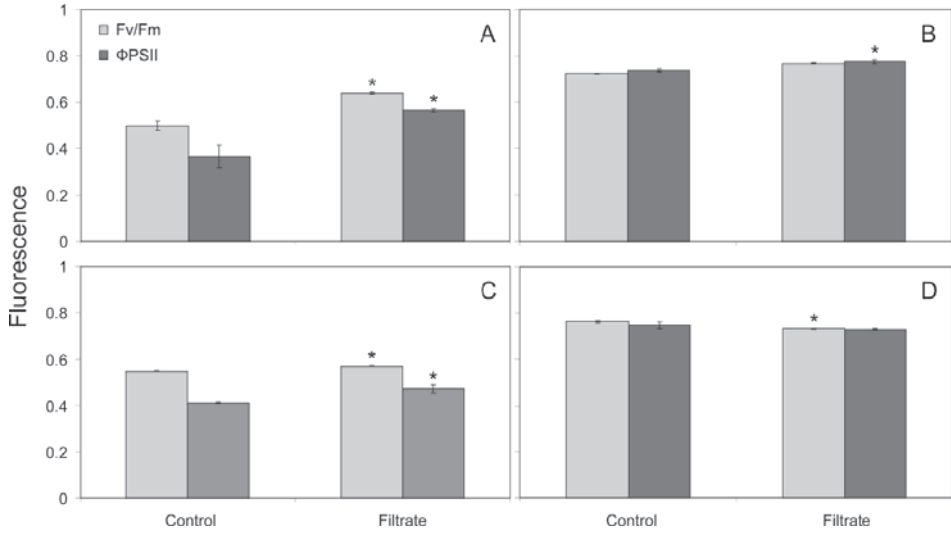 Fluorescence
1
0.8
0.6
0.4
0.2
0
Fv/Fm
ΦPSII
A
*
*
B
*
1
0.8
0.6
0.4
0.2
0
C
*
*
D
*
Control
Filtrate
Control
Filtrate